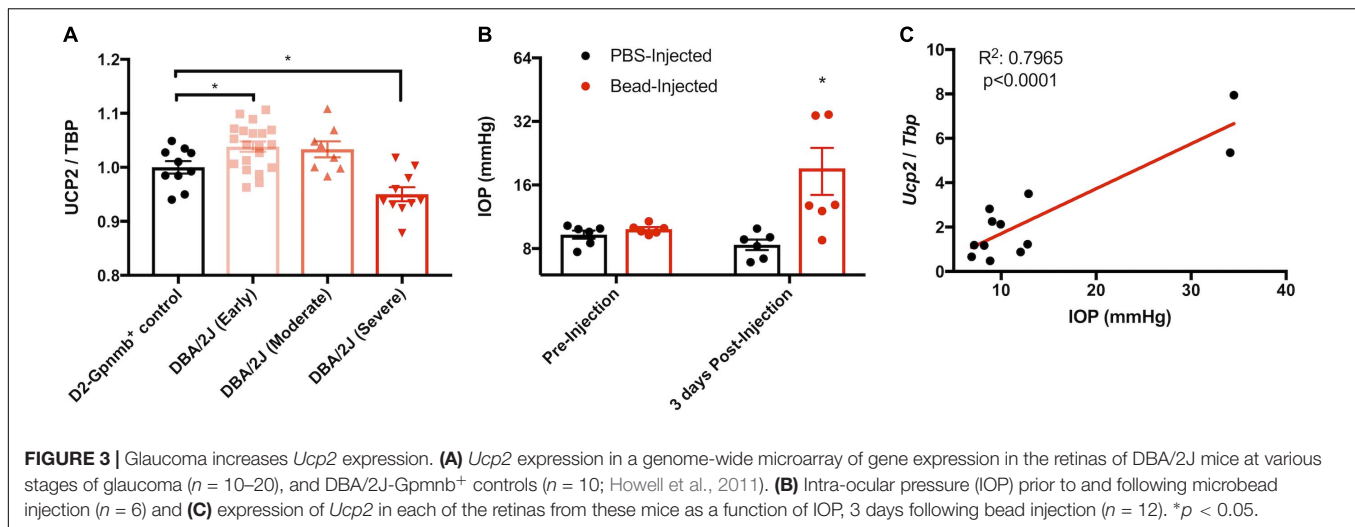 A
UCP2 / TBP
1.2
1.1
1.0
0.9
0.8
*
*
D2-Gpnmb+ control
DBA/2J (Early)
DBA/2J (Moderate)
DBA/2J (Severe)
B
IOP (mmHg)
64
32
16
8
PBS-Injected
Bead-Injected
*
Pre-Injection
3 days Post-Injection
C
R²: 0.7965
p<0.0001
Ucp2 / Tbp
10
8
6
4
2
0
10
20
30
40
IOP (mmHg)
FIGURE 3 | Glaucoma increases Ucp2 expression. (A) Ucp2 expression in a genome-wide microarray of gene expression in the retinas of DBA/2J mice at various
stages of glaucoma (n = 10–20), and DBA/2J-Gpmnb+ controls (n = 10; Howell et al., 2011). (B) Intra-ocular pressure (IOP) prior to and following microbead
injection (n = 6) and (C) expression of Ucp2 in each of the retinas from these mice as a function of IOP, 3 days following bead injection (n = 12). *p < 0.05.